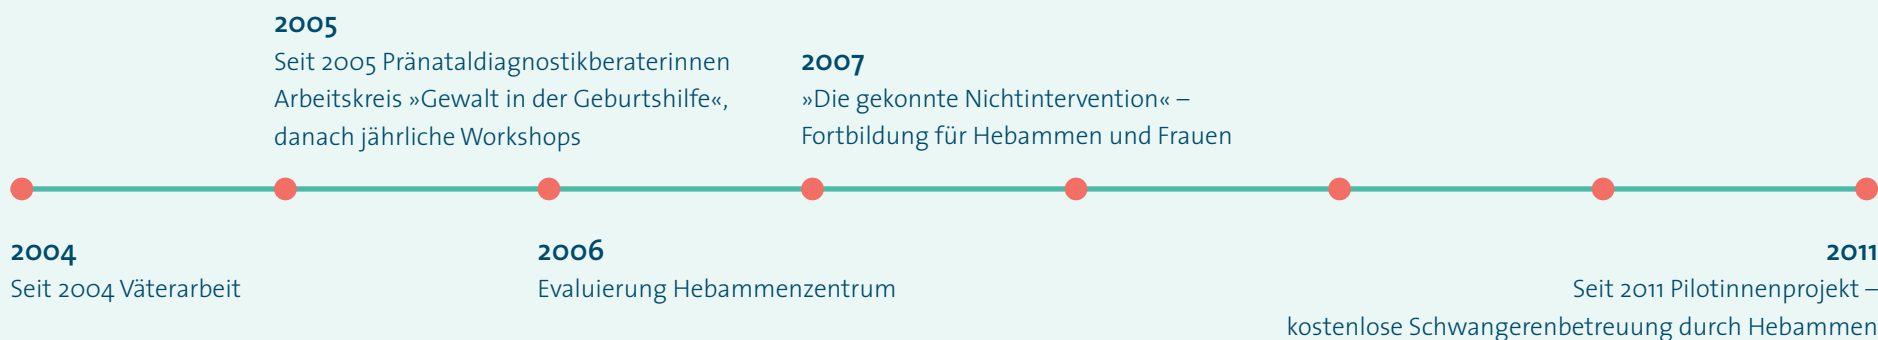 2005
Seit 2005 Pränataldiagnostikberaterinnen
Arbeitskreis »Gewalt in der Geburtshilfe«,
danach jährliche Workshops
2007
»Die gekonnte Nichtintervention« –
Fortbildung für Hebammen und Frauen
2004
Seit 2004 Väterarbeit
2006
Evaluierung Hebammenzentrum
2011
Seit 2011 Pilotinnenprojekt –
kostenlose Schwangerenbetreuung durch Hebammen